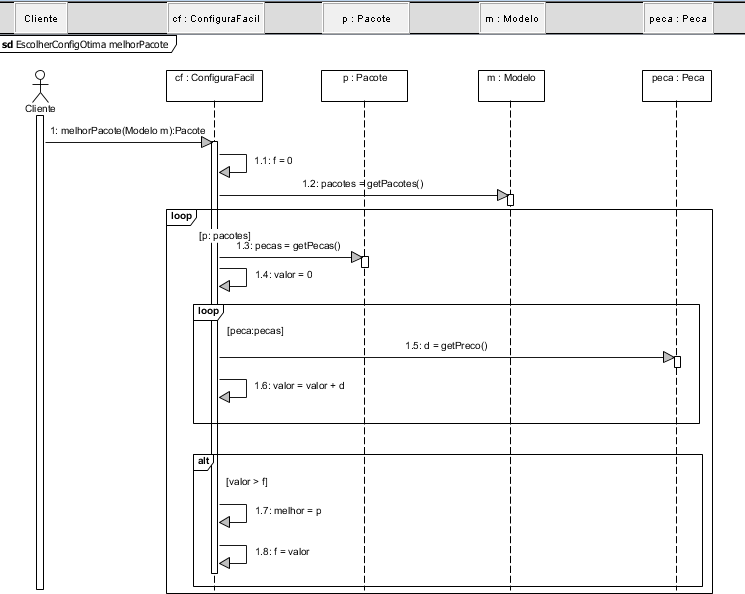 Cliente cf : ConfiguraFacil p : Pacote m : Modelo peca : Peca
sd EscolherConfigOtima melhorPacote
cf : ConfiguraFacil p : Pacote m : Modelo peca : Peca
Cliente
1: melhorPacote(Modelo m):Pacote
1.1: f = 0
1.2: pacotes = getPacotes()
loop
[p: pacotes]
1.3: pecas = getPecas()
1.4: valor = 0
loop
[peca:pecas]
1.5: d = getPreco()
1.6: valor = valor + d
alt
[valor > f]
1.7: melhor = p
1.8: f = valor